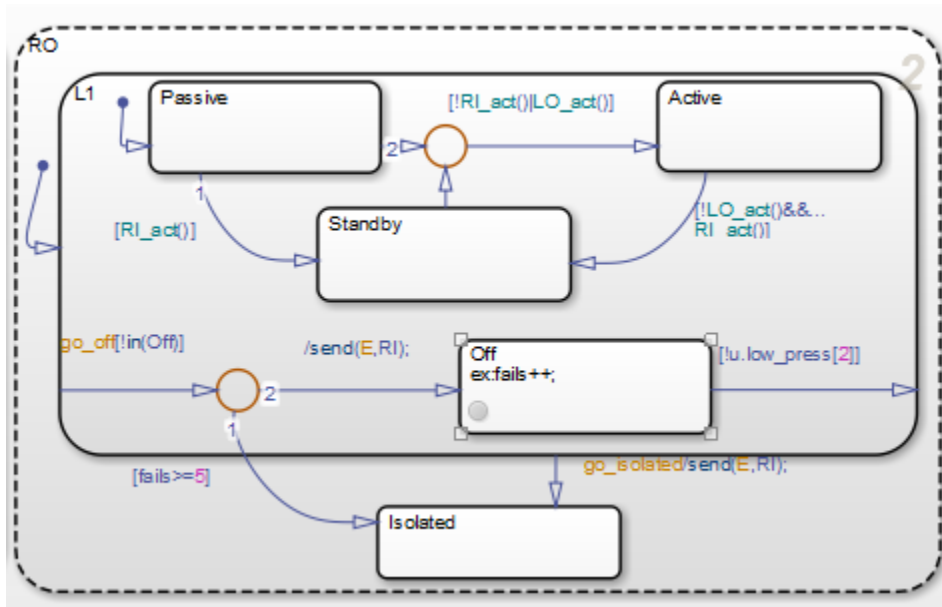 RO
2
L1
Passive
[!RI_act()|LO_act()]
Active
2
1
[RI_act()]
Standby
[!LO_act()&&...
RI_act()]
go_off[!in(Off)]
/send(E,RI);
Off
ex:fails++;
[!u.low_press[2]]
2
1
[fails>=5]
go_isolated/send(E,RI);
Isolated